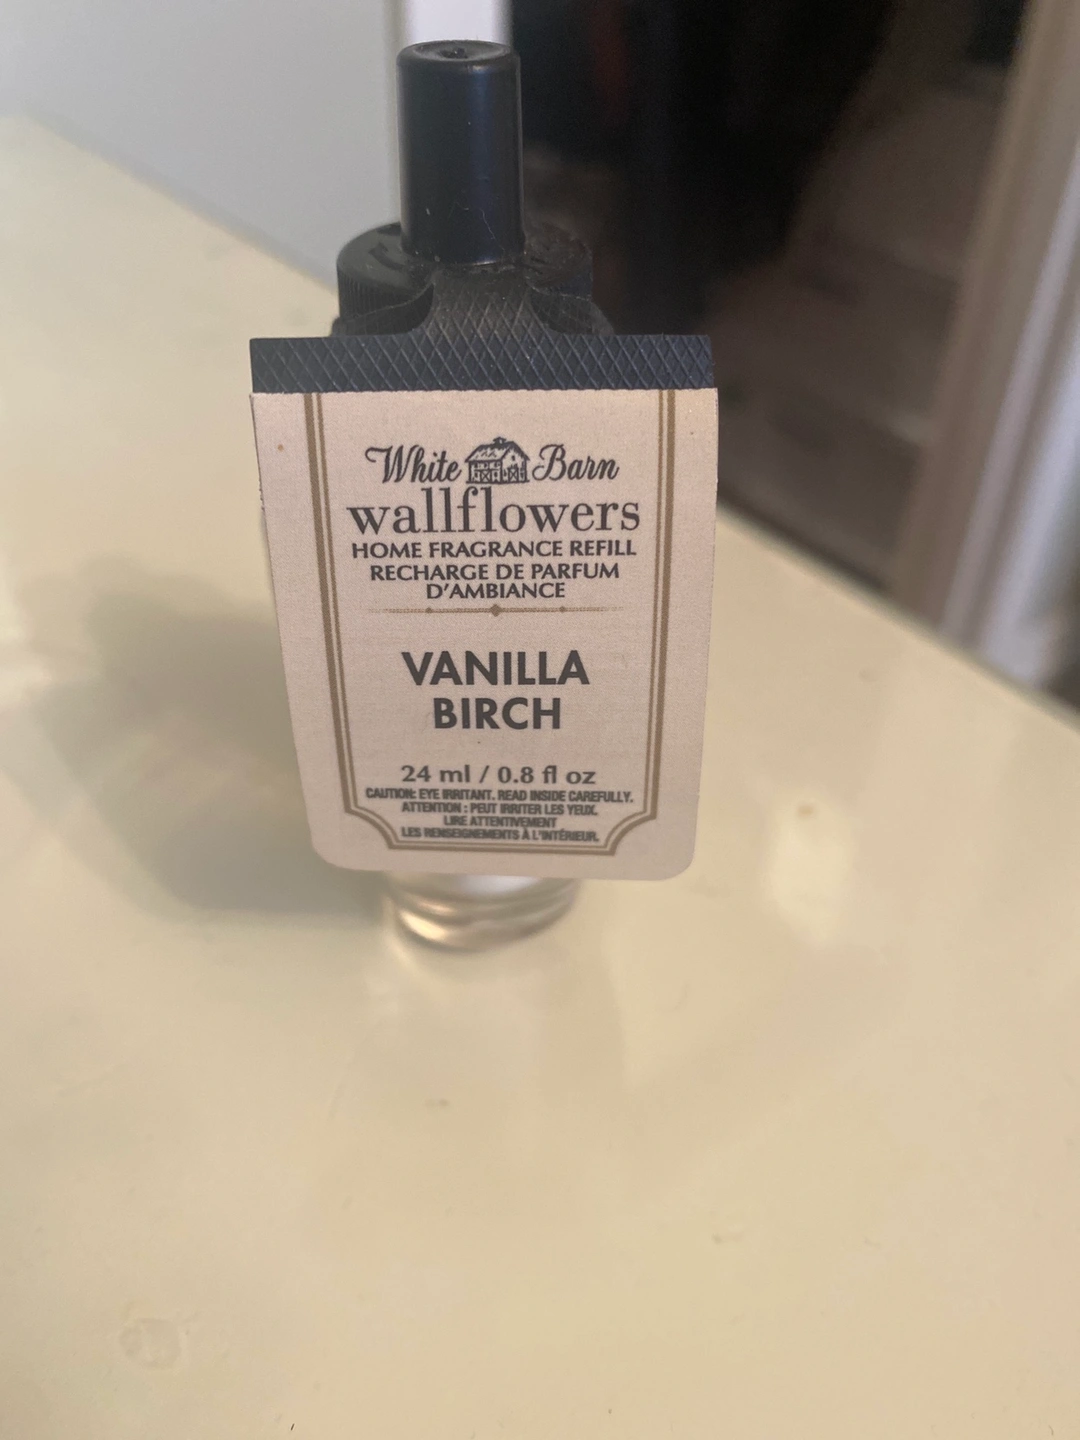 White Barn
wallflowers
HOME FRAGRANCE REFILL
RECHARGE DE PARFUM
D'AMBIANCE
VANILLA
BIRCH
24 ml / 0.8 fl oz
CAUTION: EYE IRRITANT. READ INSIDE CAREFULLY.
ATTENTION : PEUT IRRITER LES YEUX.
LIRE ATTENTIVEMENT
LES RENSEIGNEMENTS À L'INTÉRIEUR.